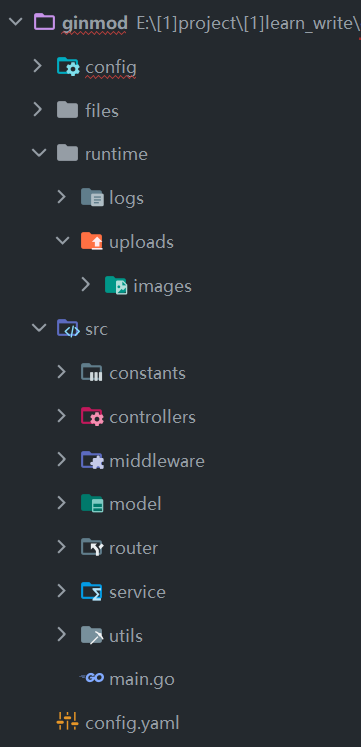 ginmod E:\[1]project\[1]learn_write\
config
files
runtime
logs
uploads
images
src
constants
controllers
middleware
model
router
service
utils
GO main.go
config.yaml